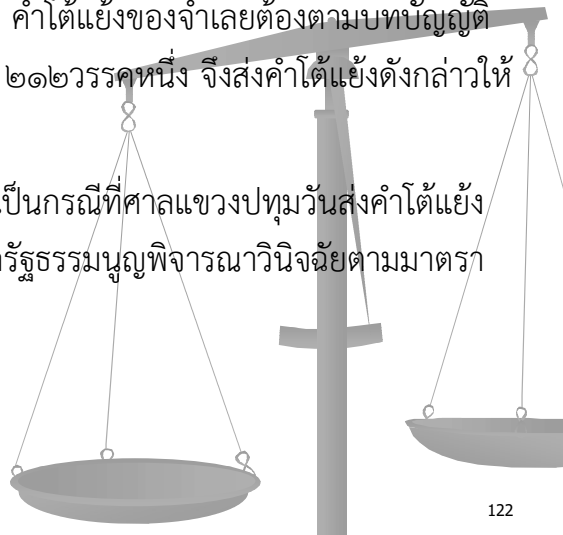 คำโต้แย้งของจำเลยต้องตามบทบัญญัติ
๒๑๒วรรคหนึ่ง จึงส่งคำโต้แย้งดังกล่าวให้
เป็นกรณีที่ศาลแขวงปทุมวันส่งคำโต้แย้ง
รัฐธรรมนูญพิจารณาวินิจฉัยตามมาตรา
122